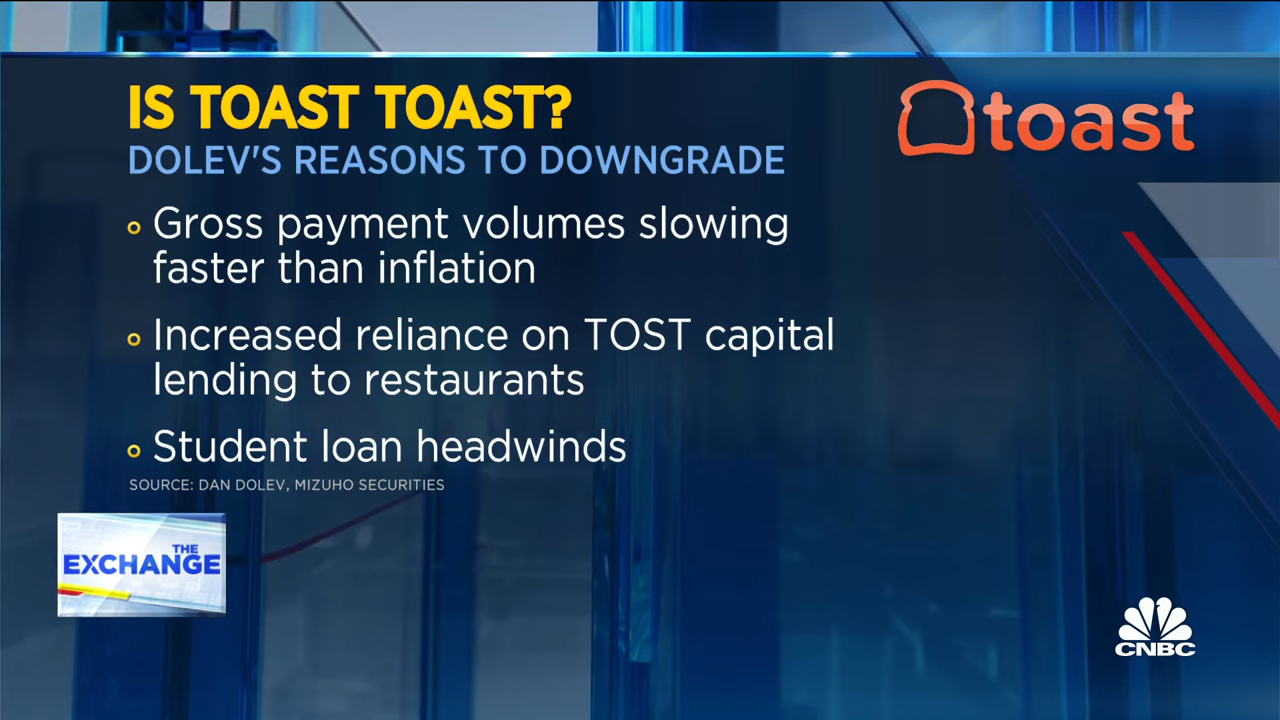 IS TOAST TOAST?
toast
DOLEV'S REASONS TO DOWNGRADE
Gross payment volumes slowing
faster than inflation
Increased reliance on TOST capital
lending to restaurants
Student loan headwinds
SOURCE: DAN DOLEV, MIZUHO SECURITIES
THE
EXCHANGE
CNBC